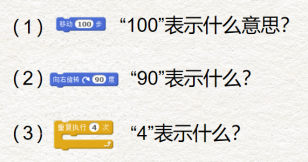 (1) 移动 100 步 “100”表示什么意思?
(2) 向右旋转 90 度 “90”表示什么?
(3) 重复执行 4 次 “4”表示什么?